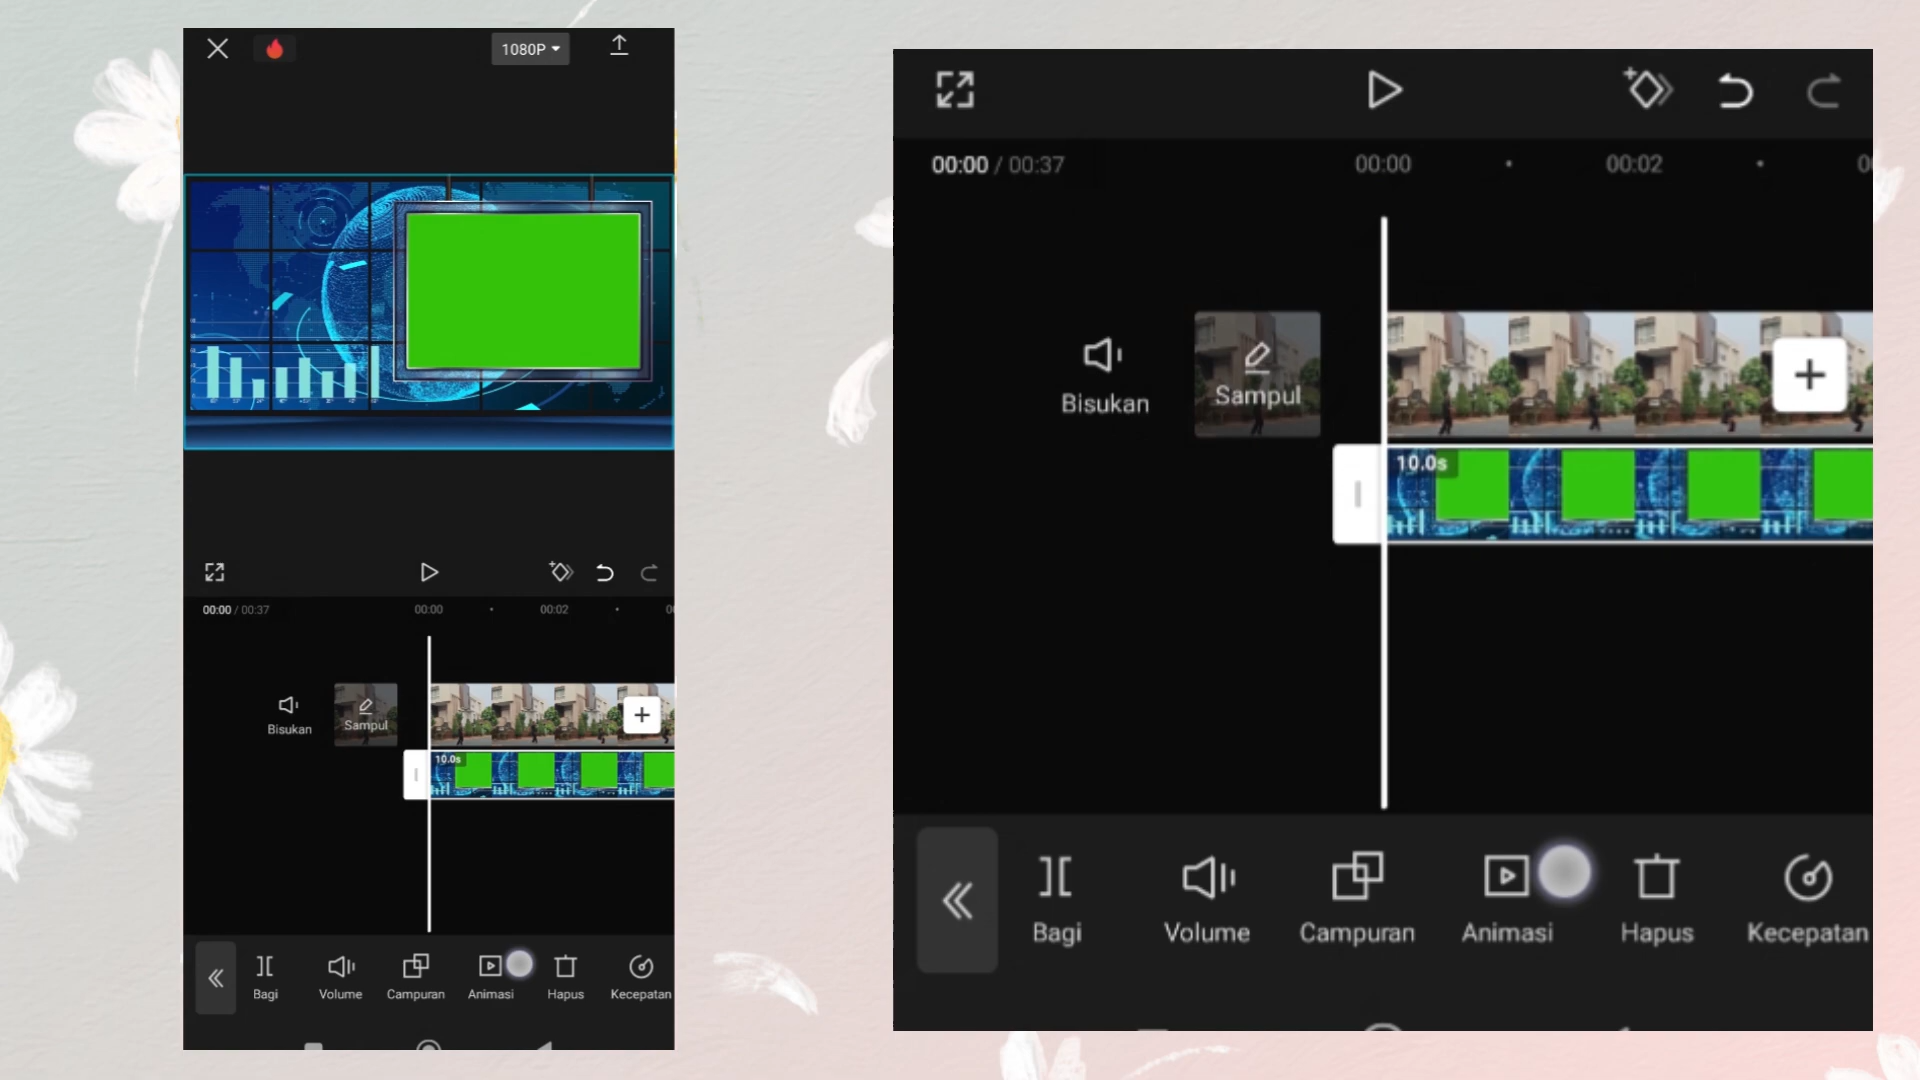 1080P
00:00 / 00:37
00:00
00:02
Bisukan
Sampul
10.0s
Bagi
Volume
Campuran
Animasi
Hapus
Kecepatan
00:00 / 00:37
00:00
00:02
Bisukan
Sampul
10.0s
Bagi
Volume
Campuran
Animasi
Hapus
Kecepatan